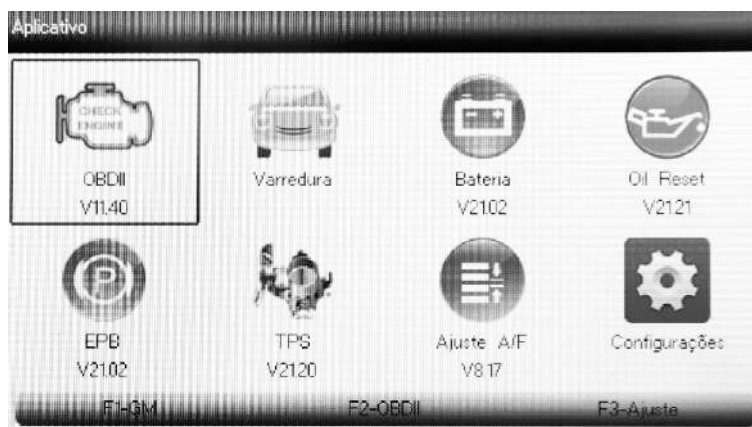 Aplicativo
CHECK
ENGINE
OBDII
Varredura
Bateria
Oil Reset
V11.40
V21.02
V21.21
EPB
TPS
Ajuste A/F
Configurações
V21.02
V21.20
V8.17
F1-GM
F2-OBDII
F3-Ajuste